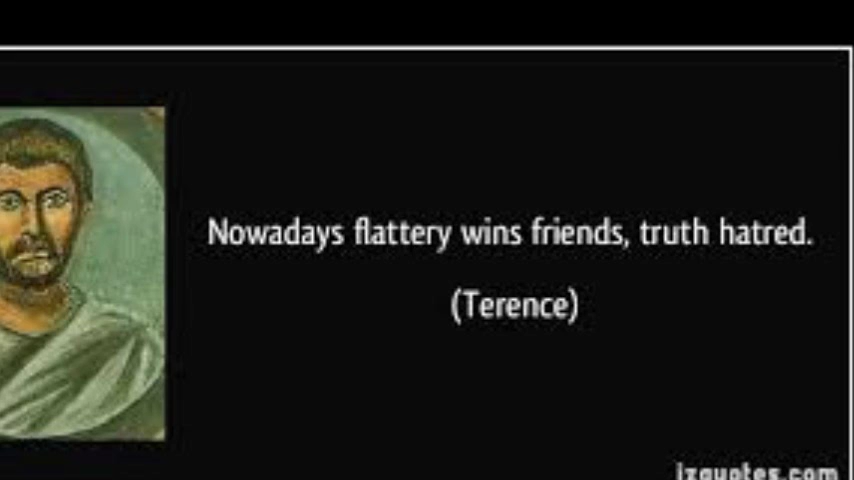 Nowadays flattery wins friends, truth hatred.
(Terence)
izquotes.com